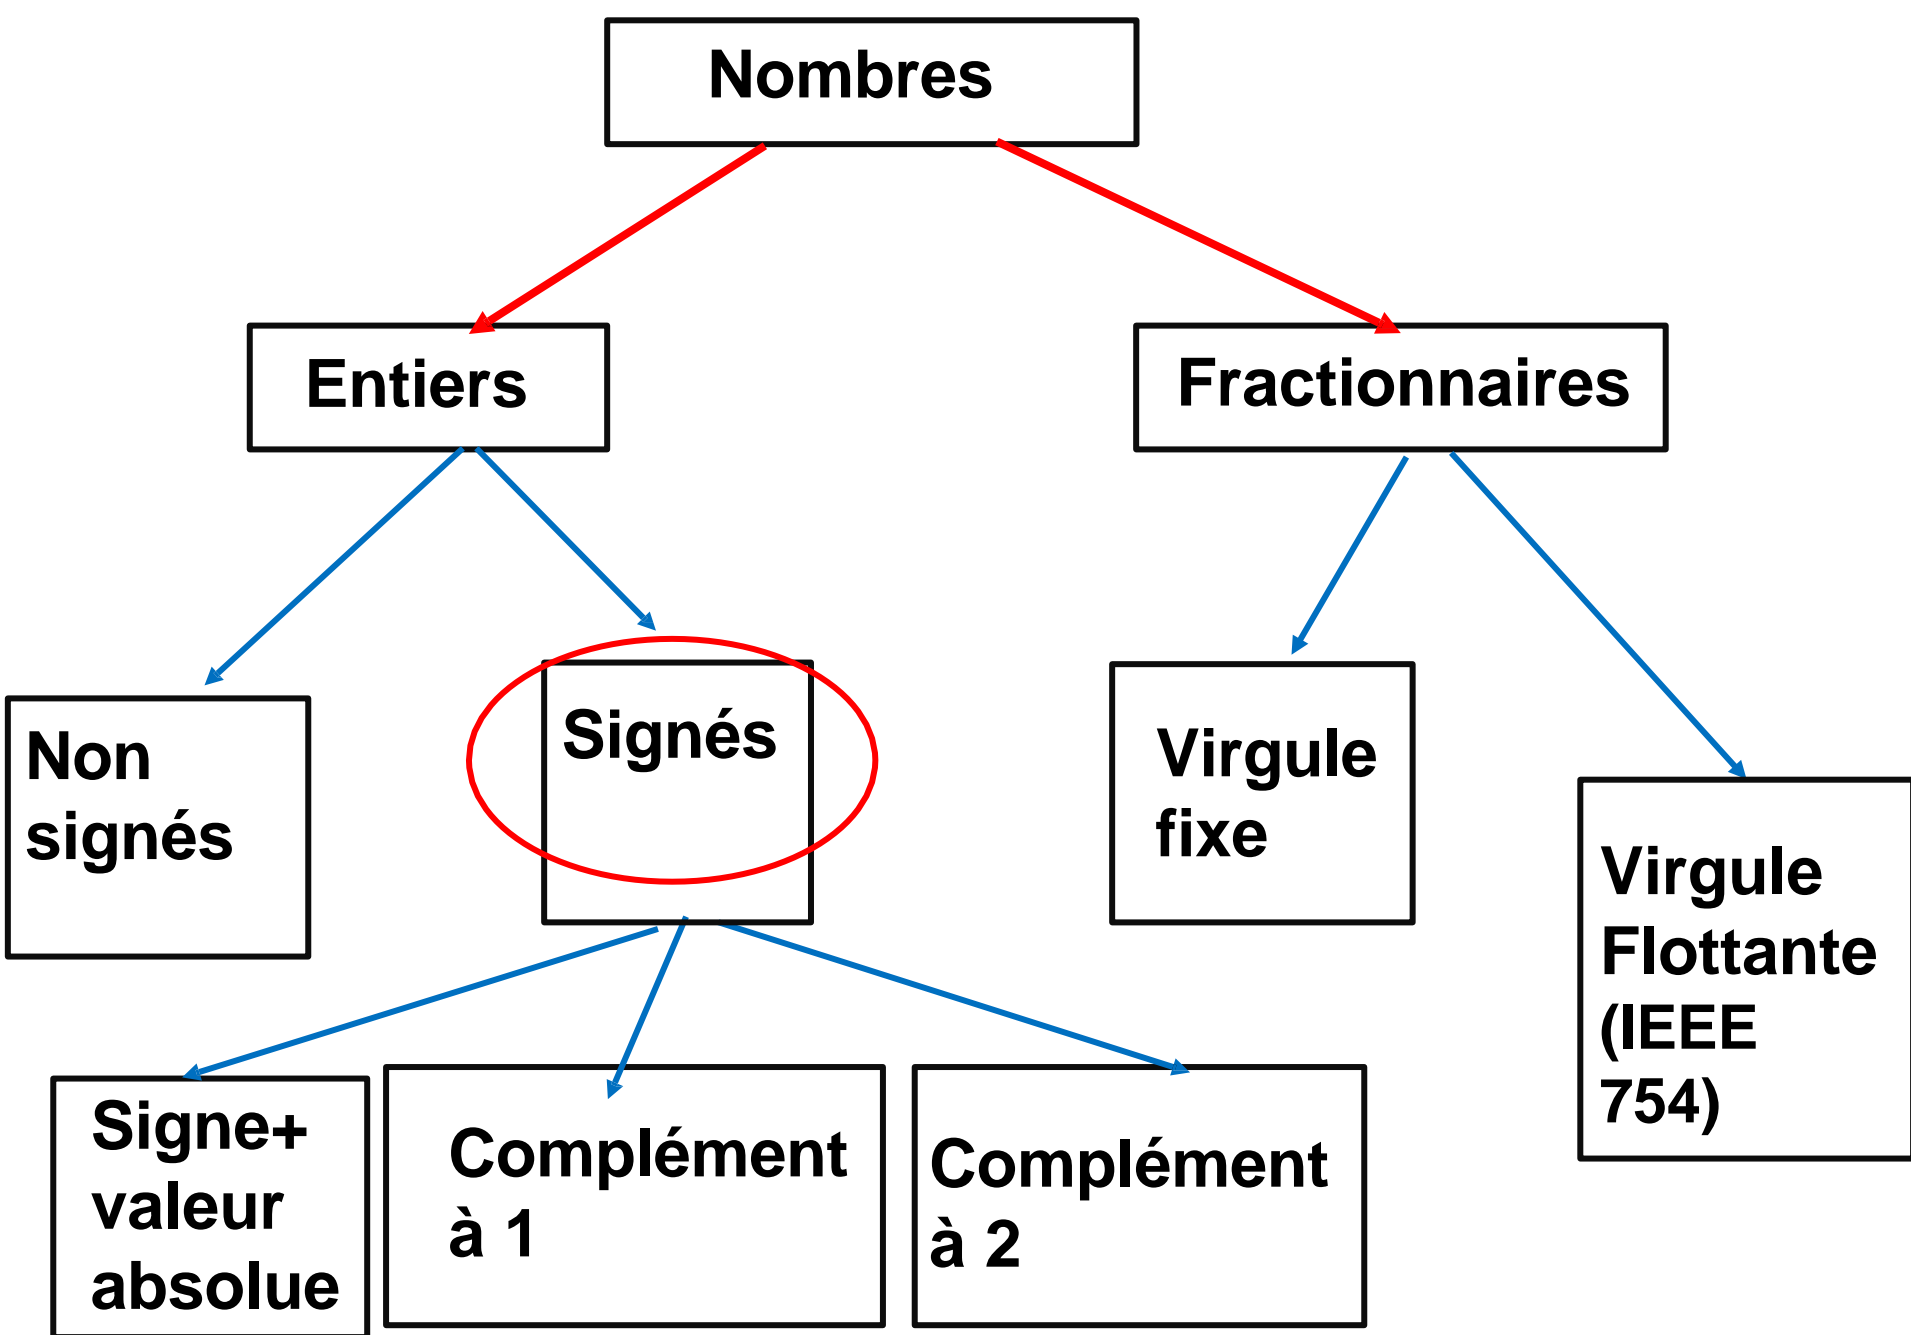 Nombres
Entiers
Fractionnaires
Non
signés
Signés
Virgule
fixe
Virgule
Flottante
(IEEE
754)
Signe+
valeur
absolue
Complément
à 1
Complément
à 2